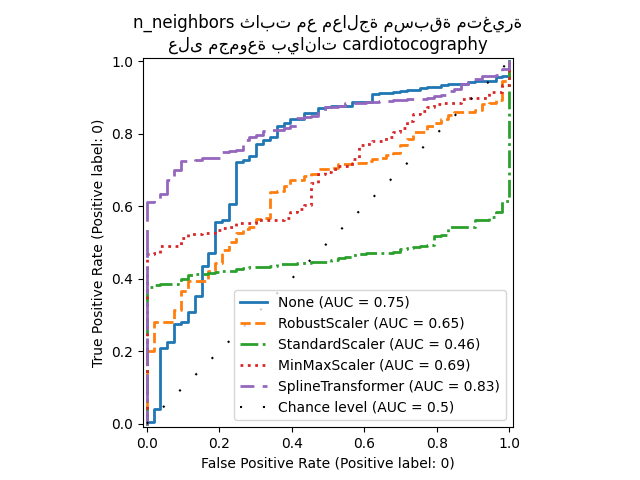 n_neighbors ثابت مع معالجة مسبقة متغيرة
على مجموعة بيانات cardiotocography
1.0
0.8
0.6
0.4
0.2
0.0
True Positive Rate (Positive label: 0)
None (AUC = 0.75)
RobustScaler (AUC = 0.65)
StandardScaler (AUC = 0.46)
MinMaxScaler (AUC = 0.69)
SplineTransformer (AUC = 0.83)
Chance level (AUC = 0.5)
0.0 0.2 0.4 0.6 0.8 1.0
False Positive Rate (Positive label: 0)